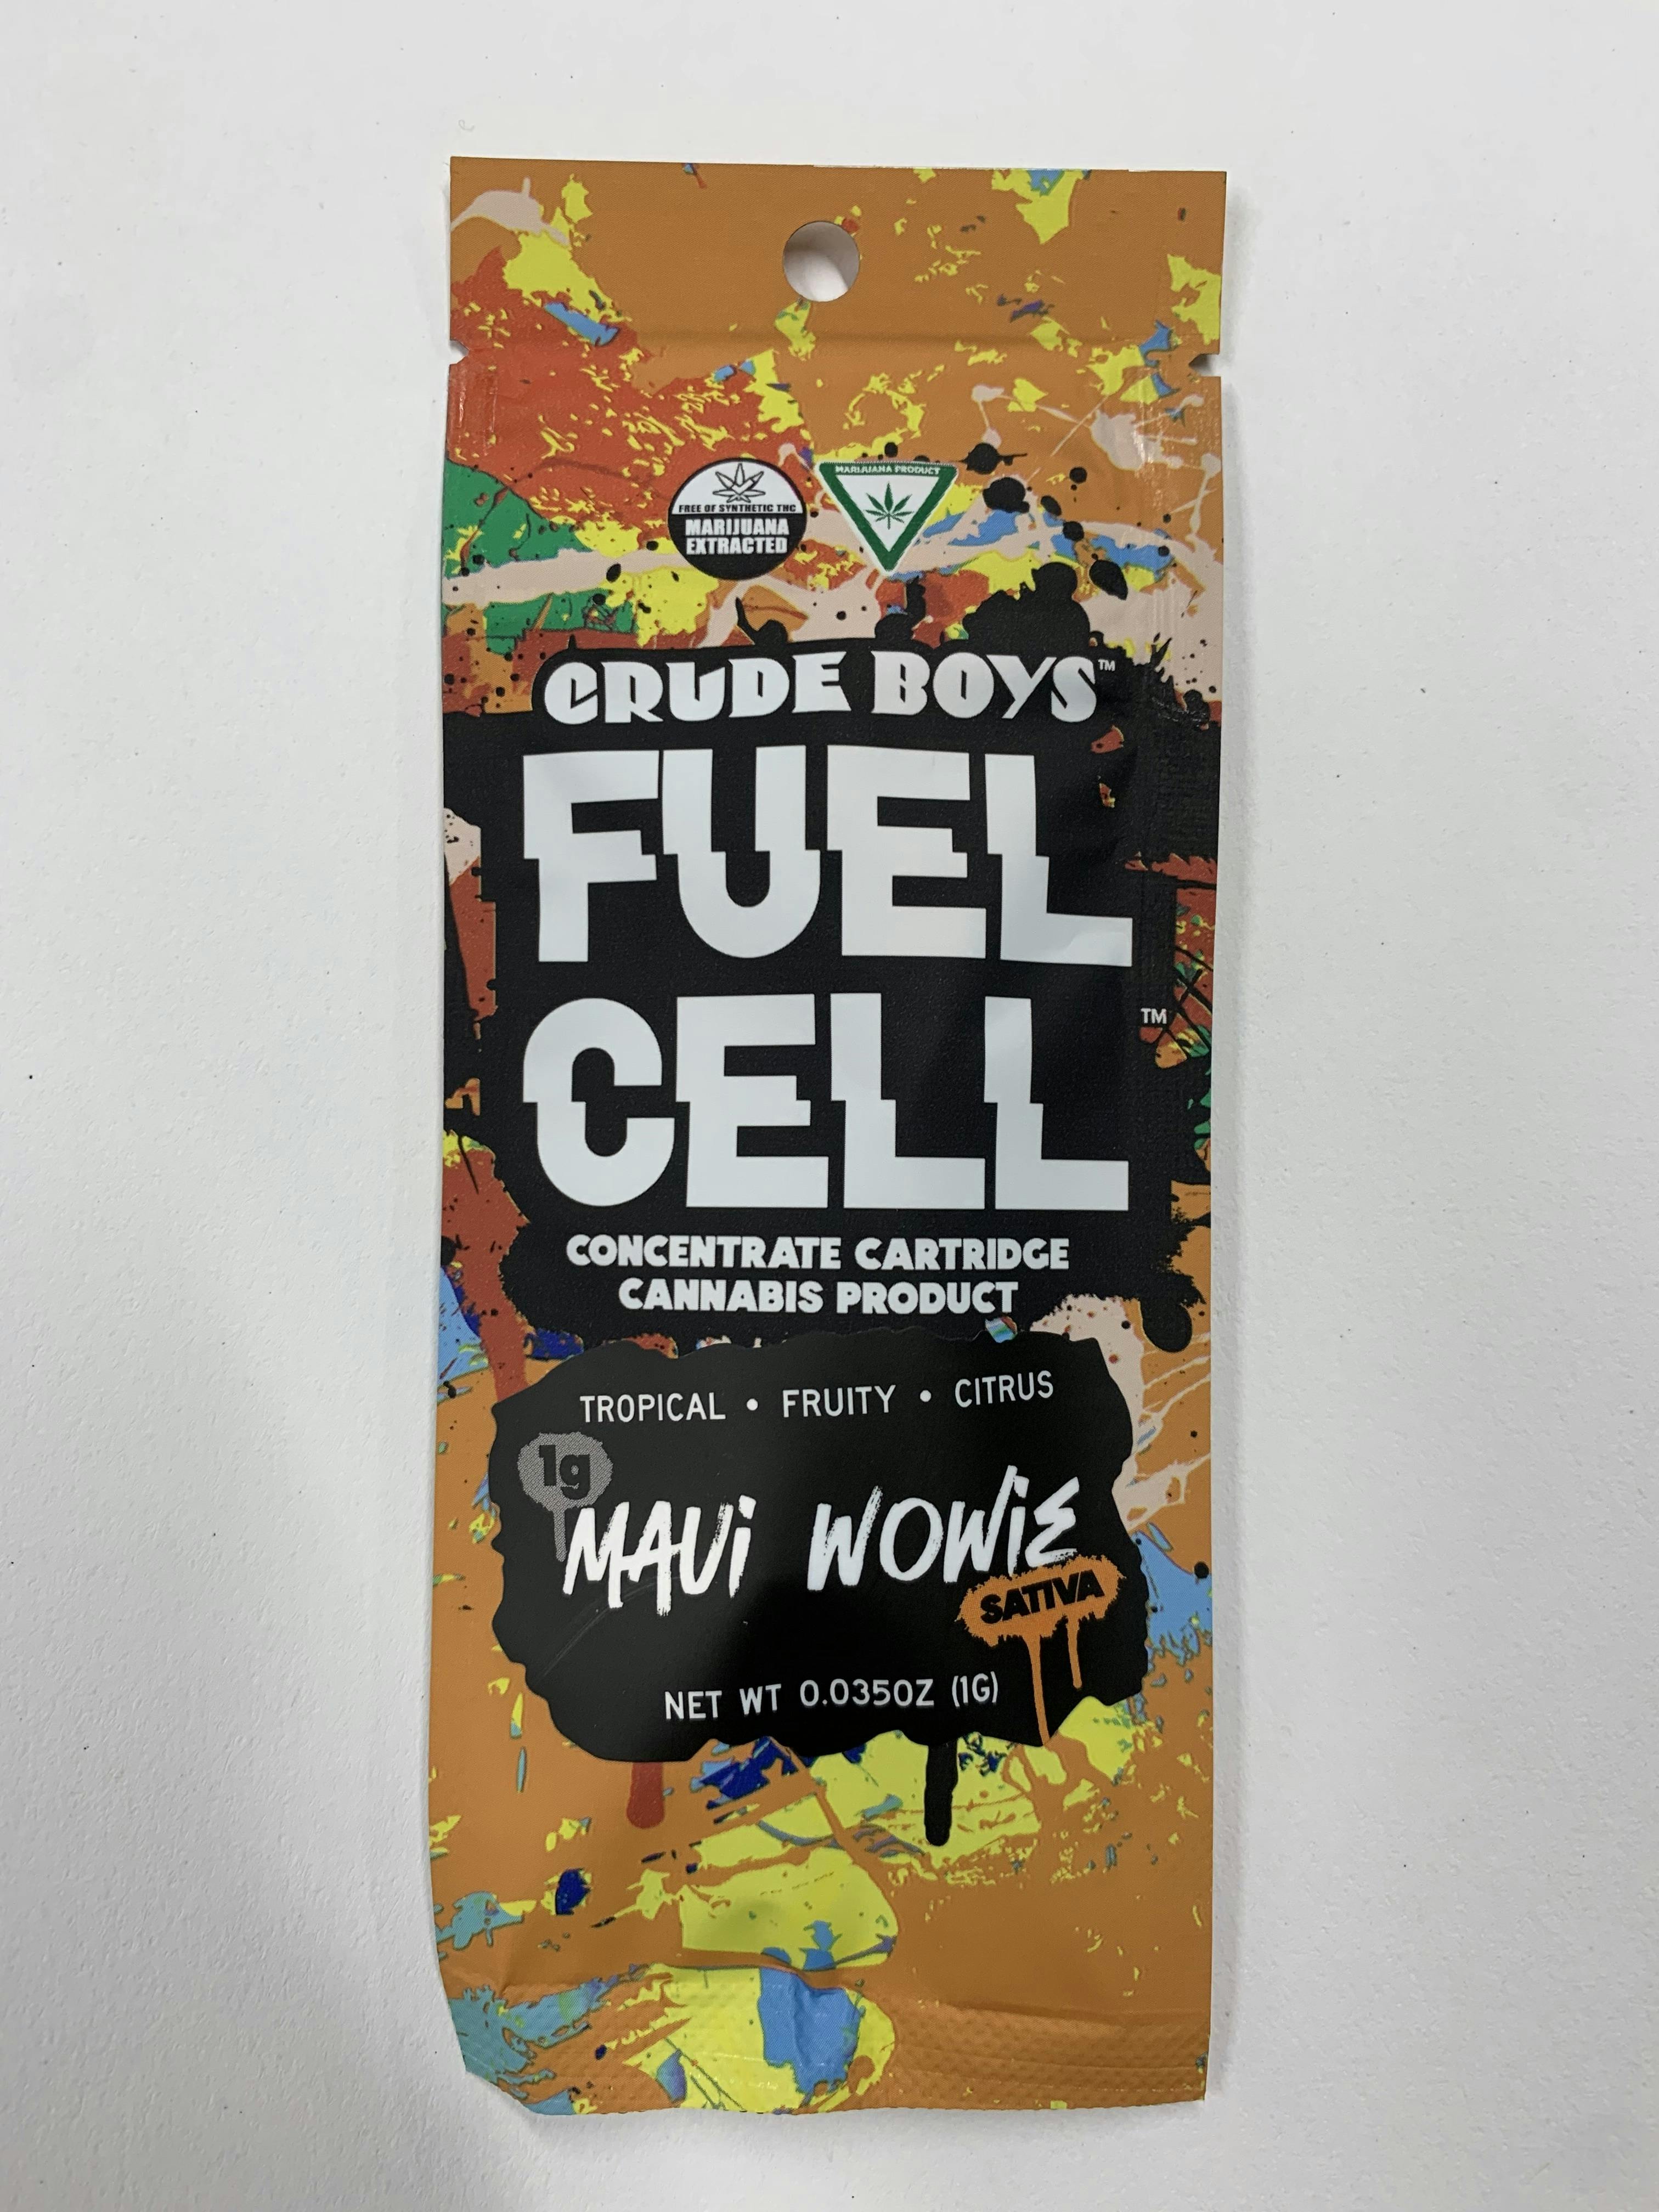 FREE OF SYNTHETIC THC
MARIJUANA
EXTRACTED
MARIJUANA PRODUCT
CRUDE BOYS™
FUEL
CELL™
CONCENTRATE CARTRIDGE
CANNABIS PRODUCT
TROPICAL • FRUITY • CITRUS
1g
MAUi WOWiE
SATIVA
NET WT 0.035OZ (1G)